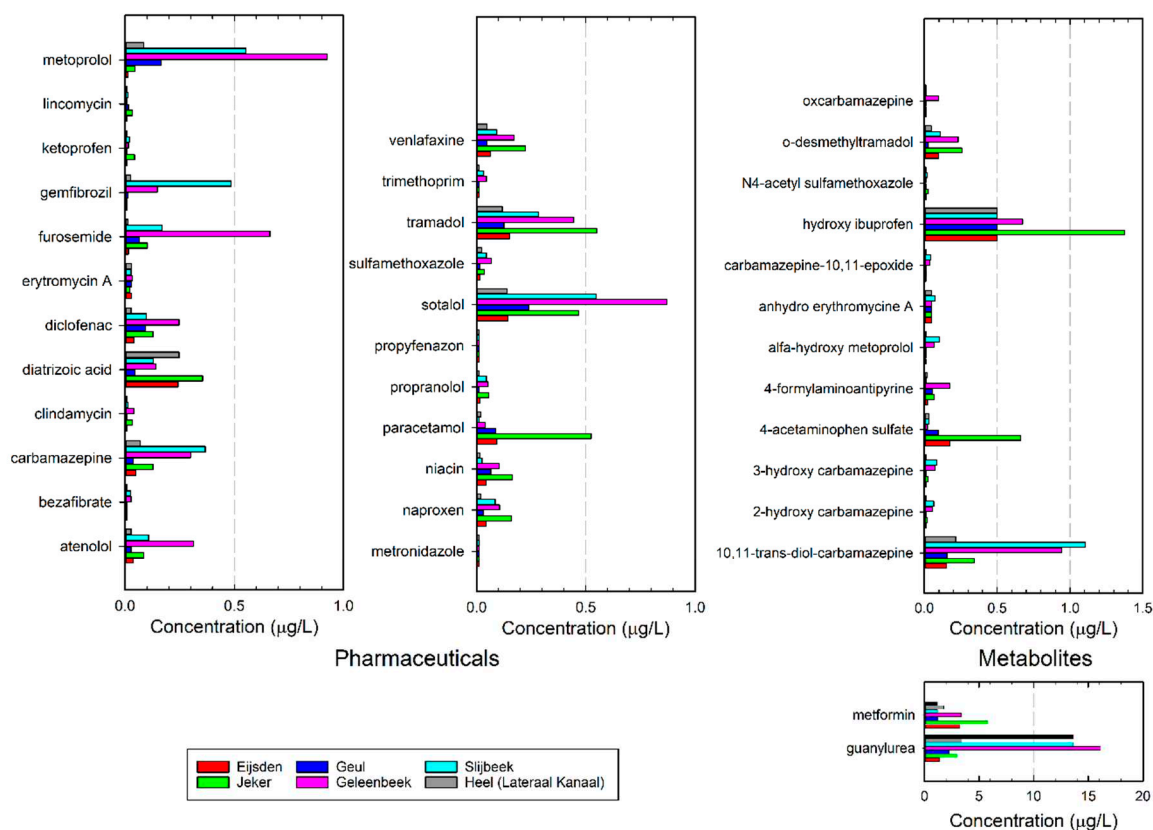 metoprolol
lincomycin
ketoprofen
gemfibrozil
furosemide
erytromycin A
diclofenac
diatrizoic acid
clindamycin
carbamazepine
bezafibrate
atenolol
0.0 0.5 1.0
Concentration (µg/L)
venlafaxine
trimethoprim
tramadol
sulfamethoxazole
sotalol
propyfenazon
propranolol
paracetamol
niacin
naproxen
metronidazole
0.0 0.5 1.0
Concentration (µg/L)
Pharmaceuticals
oxcarbamazepine
o-desmethyltramadol
N4-acetyl sulfamethoxazole
hydroxy ibuprofen
carbamazepine-10,11-epoxide
anhydro erythromycine A
alfa-hydroxy metoprolol
4-formylaminoantipyrine
4-acetaminophen sulfate
3-hydroxy carbamazepine
2-hydroxy carbamazepine
10,11-trans-diol-carbamazepine
0.0 0.5 1.0 1.5
Concentration (µg/L)
Metabolites
metformin
guanylurea
0 5 10 15 20
Concentration (µg/L)
Eijsden Geul Slijbeek
Jeker Geleenbeek Heel (Lateraal Kanaal)